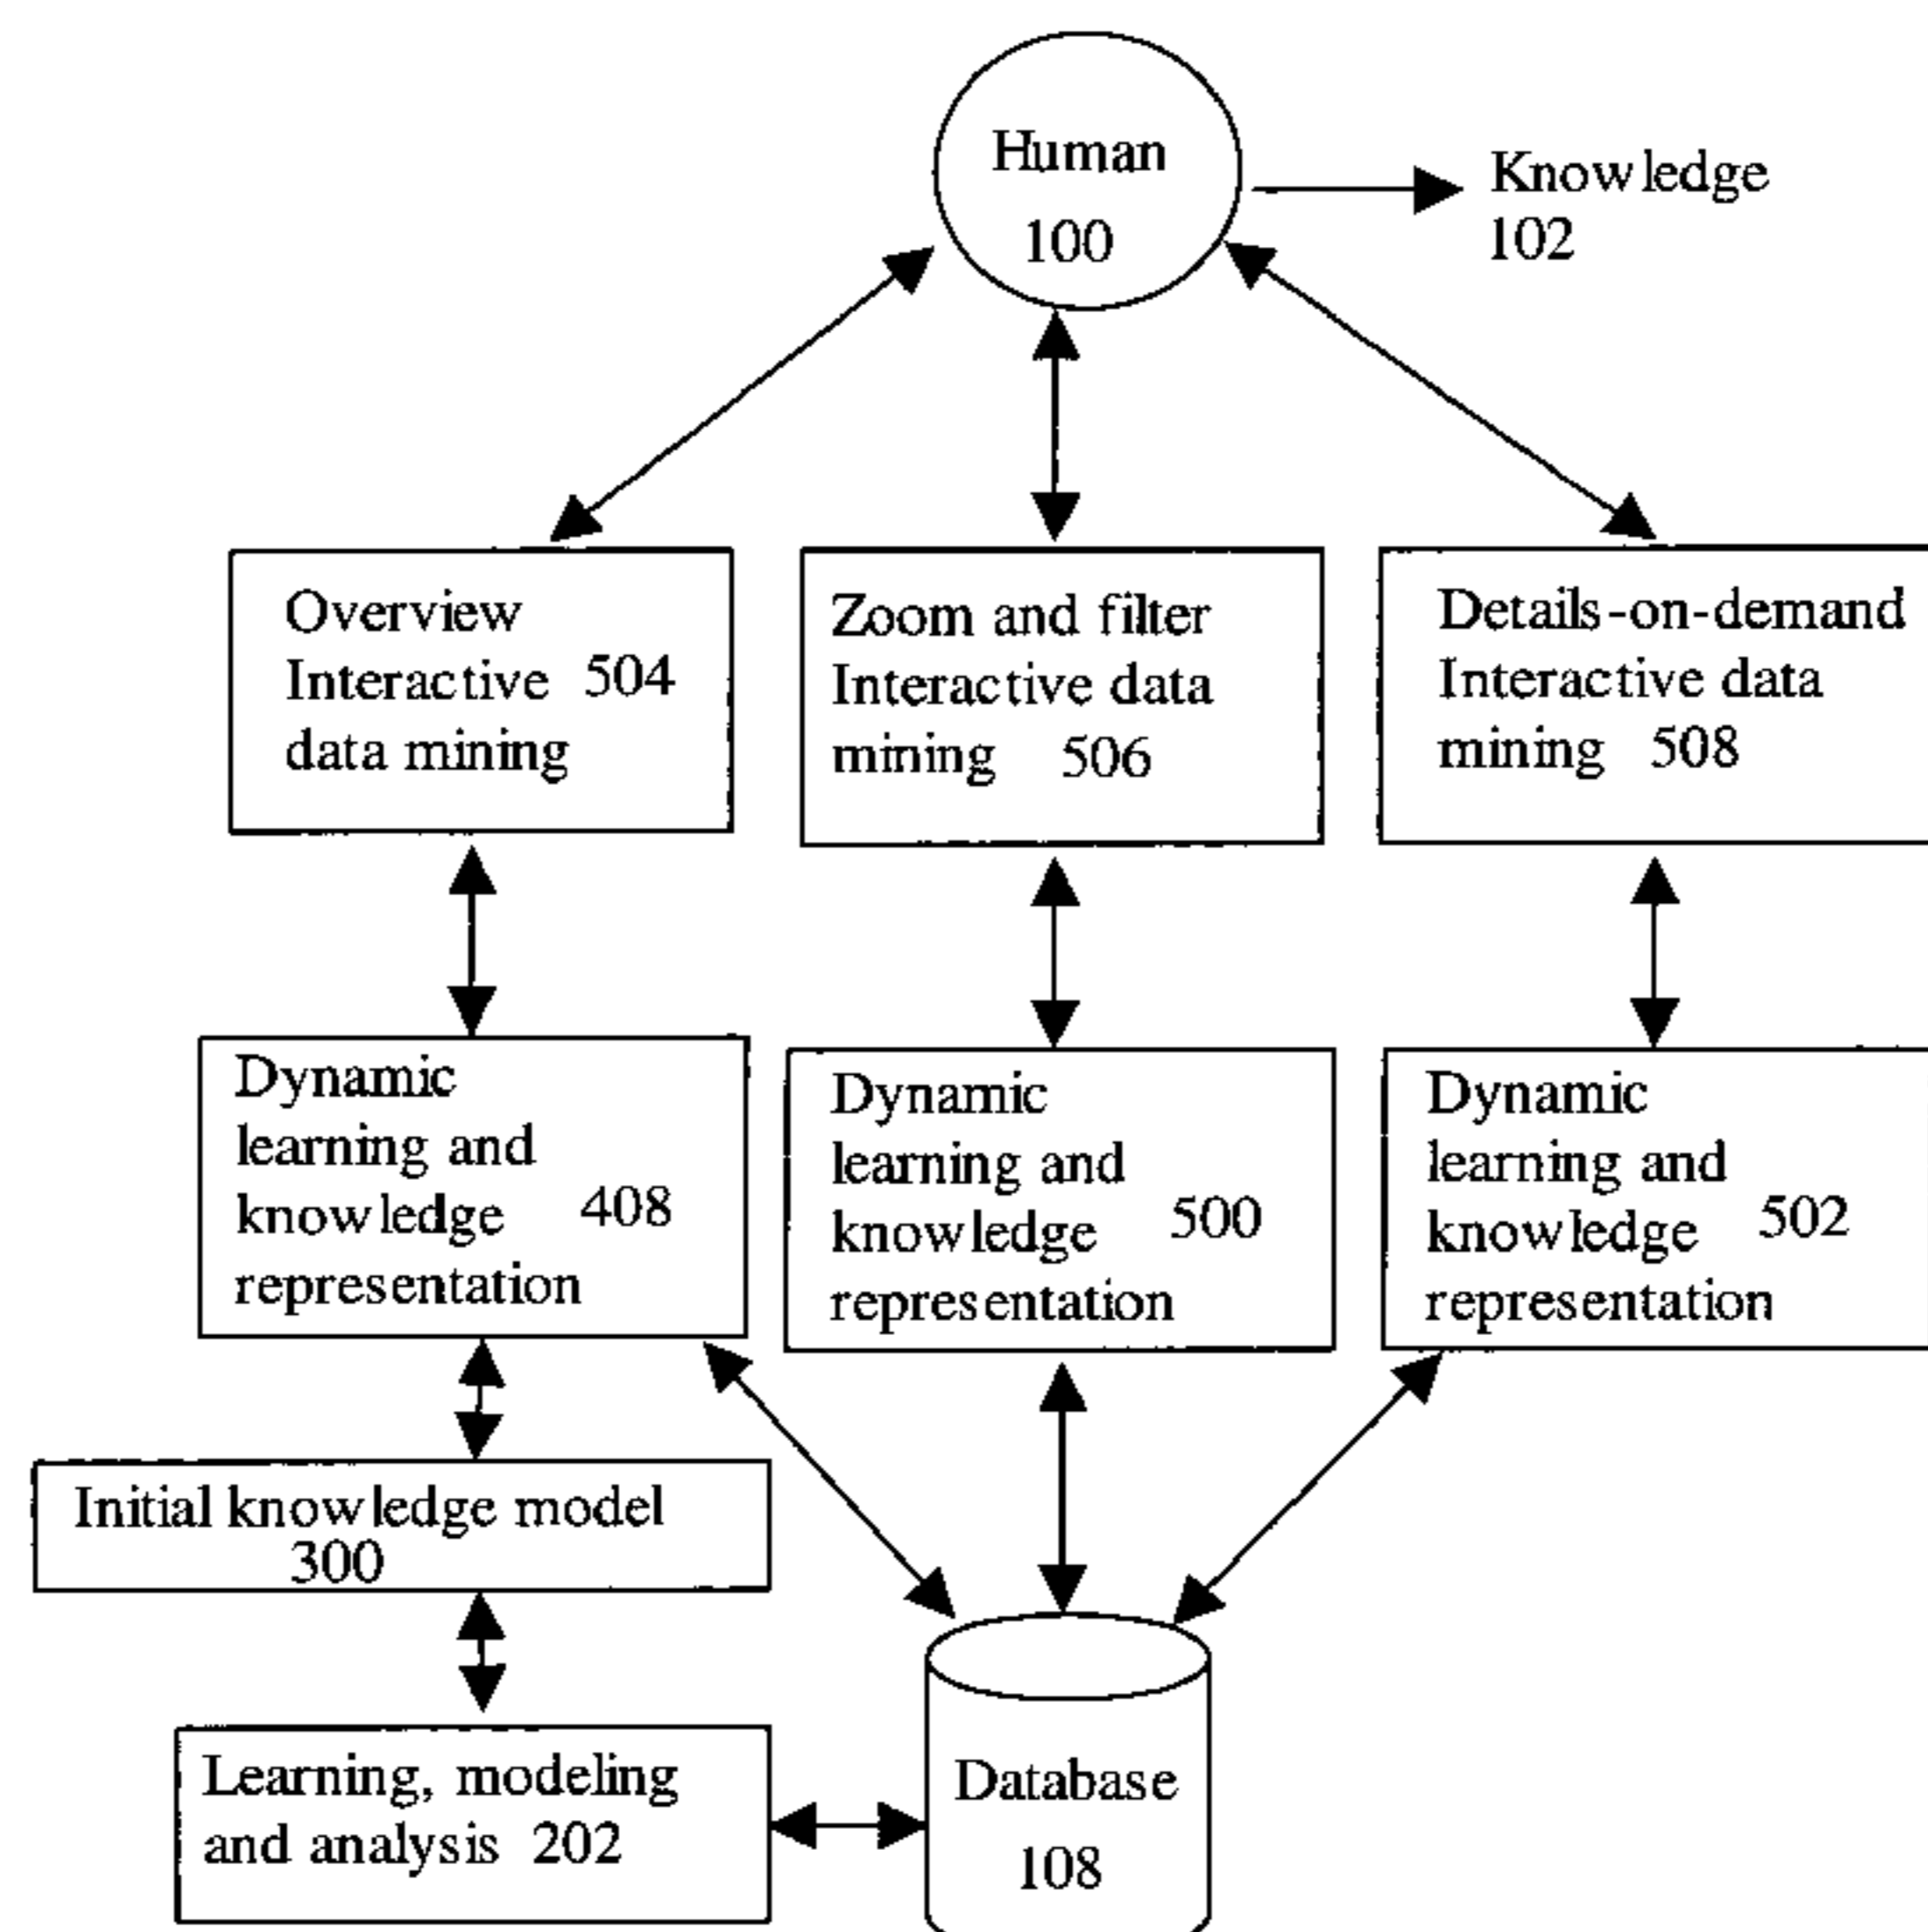 Human
100
Knowledge
102
Overview
Interactive 504
data mining
Zoom and filter
Interactive data
mining 506
Details-on-demand
Interactive data
mining 508
Dynamic
learning and
knowledge 408
representation
Dynamic
learning and
knowledge 500
representation
Dynamic
learning and
knowledge 502
representation
Initial knowledge model
300
Learning, modeling
and analysis 202
Database
108